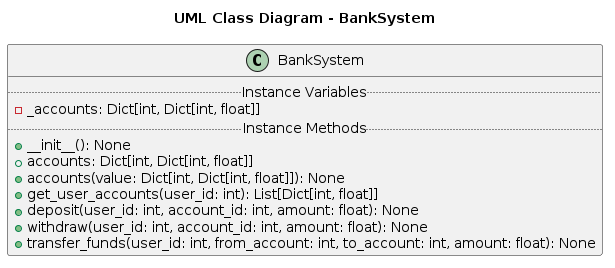 UML Class Diagram - BankSystem
C BankSystem
Instance Variables
_accounts: Dict[int, Dict[int, float]]
Instance Methods
__init__(): None
accounts: Dict[int, Dict[int, float]]
accounts(value: Dict[int, Dict[int, float]]): None
get_user_accounts(user_id: int): List[Dict[int, float]]
deposit(user_id: int, account_id: int, amount: float): None
withdraw(user_id: int, account_id: int, amount: float): None
transfer_funds(user_id: int, from_account: int, to_account: int, amount: float): None